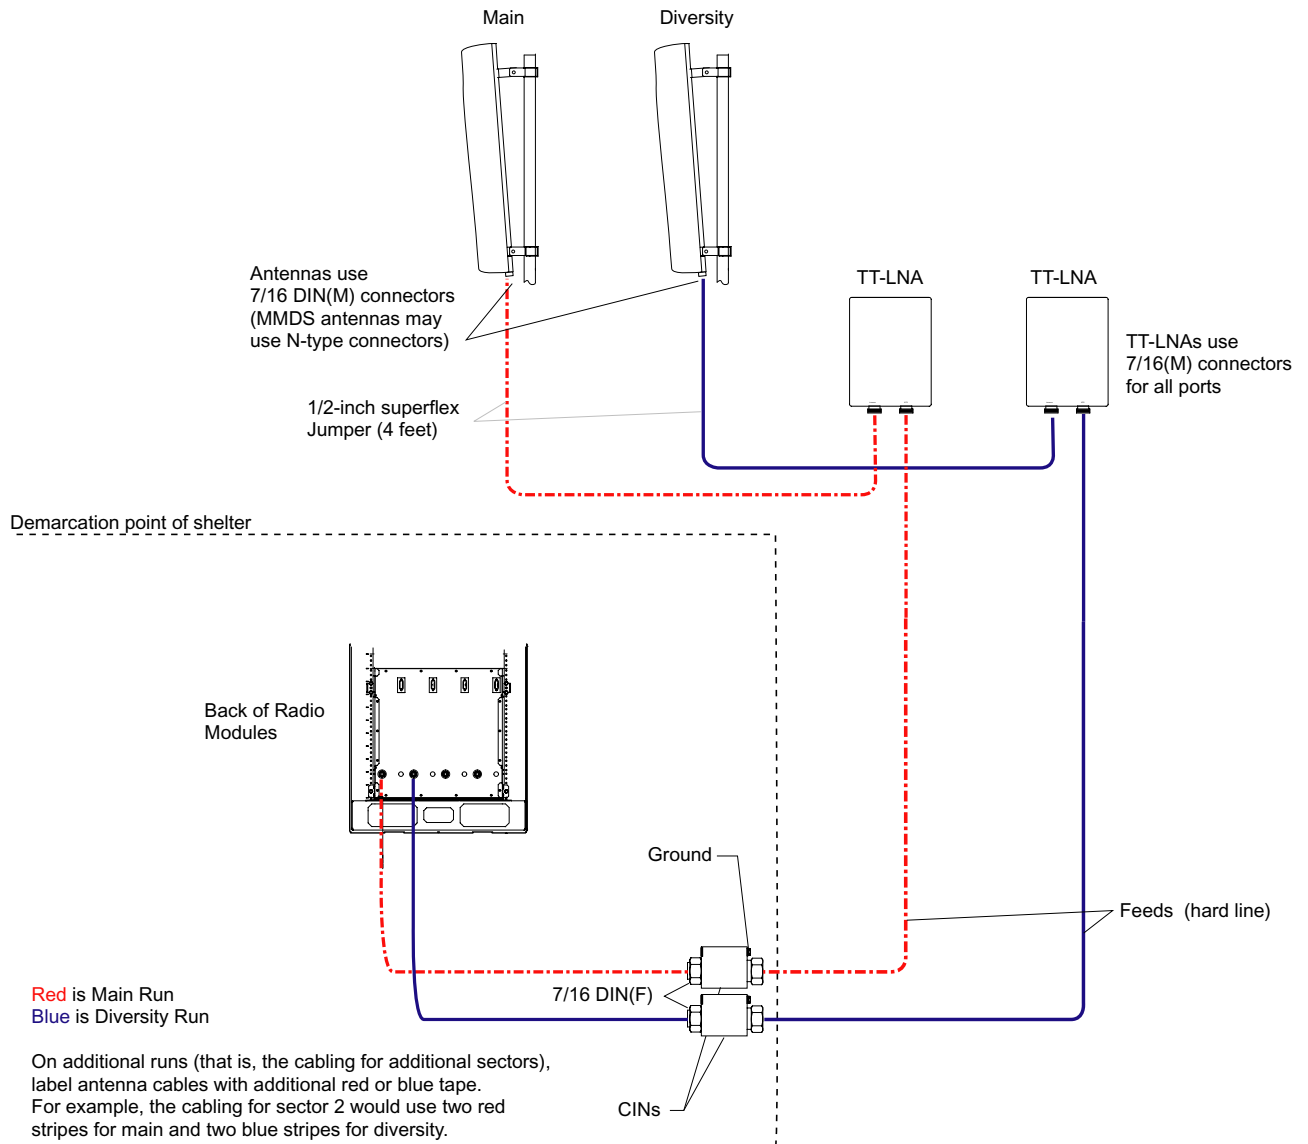 Main
Diversity
Antennas use
7/16 DIN(M) connectors
(MMDS antennas may
use N-type connectors)
TT-LNA
TT-LNA
TT-LNAs use
7/16(M) connectors
for all ports
1/2-inch superflex
Jumper (4 feet)
Demarcation point of shelter
Back of Radio
Modules
Ground
Feeds (hard line)
7/16 DIN(F)
Red is Main Run
Blue is Diversity Run
On additional runs (that is, the cabling for additional sectors),
label antenna cables with additional red or blue tape.
For example, the cabling for sector 2 would use two red
stripes for main and two blue stripes for diversity.
CINs